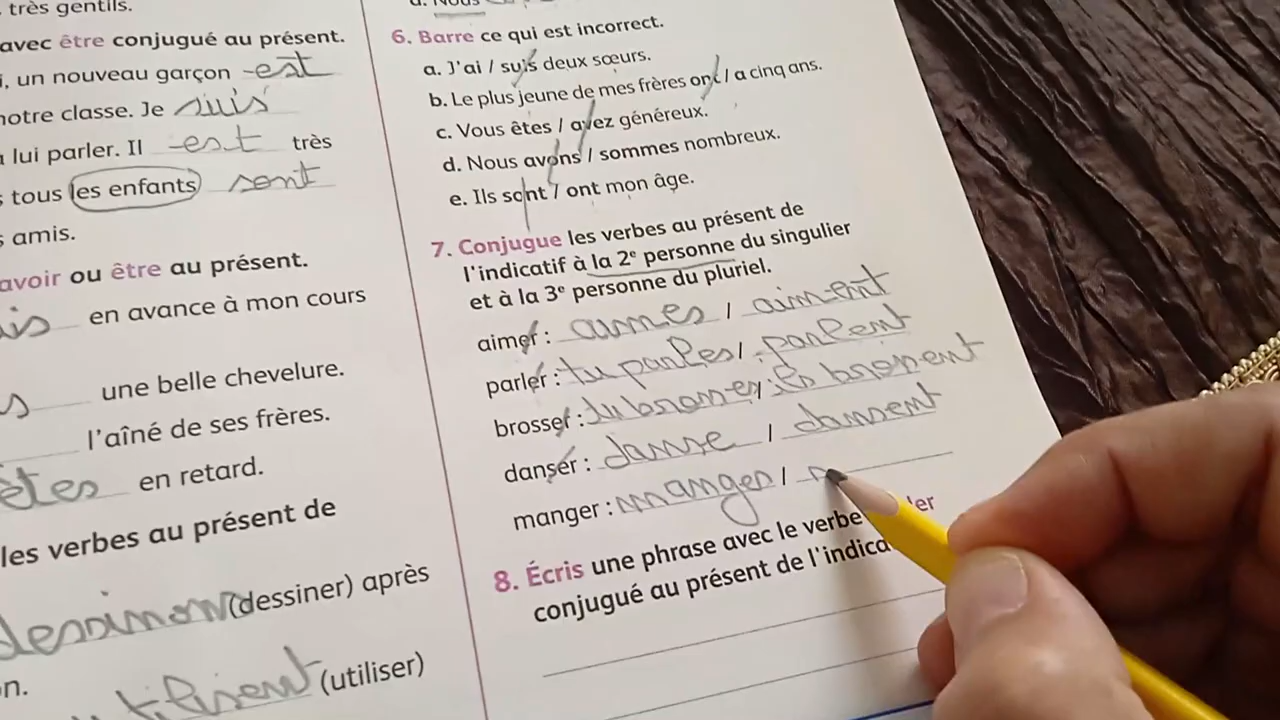 très gentils.
avec être conjugué au présent.
, un nouveau garçon est
notre classe. Je suis
lui parler. Il est très
tous les enfants sont
amis.
avoir ou être au présent.
en avance à mon cours
une belle chevelure.
l'aîné de ses frères.
êtes en retard.
les verbes au présent de
dessinons (dessiner) après
n.
utilisent (utiliser)
d. Nous
6. Barre ce qui est incorrect.
a. J'ai / suis deux sœurs.
b. Le plus jeune de mes frères ont / a cinq ans.
c. Vous êtes / avez généreux.
d. Nous avons / sommes nombreux.
e. Ils sont / ont mon âge.
7. Conjugue les verbes au présent de
l'indicatif à la 2e personne du singulier
et à la 3e personne du pluriel.
aimer : aimes / aiment
parler : tu parles / parlent
brosser : tu brosses / ils brossent
danser : danse / dansent
manger : manges /
8. Écris une phrase avec le verbe
conjugué au présent de l'indica